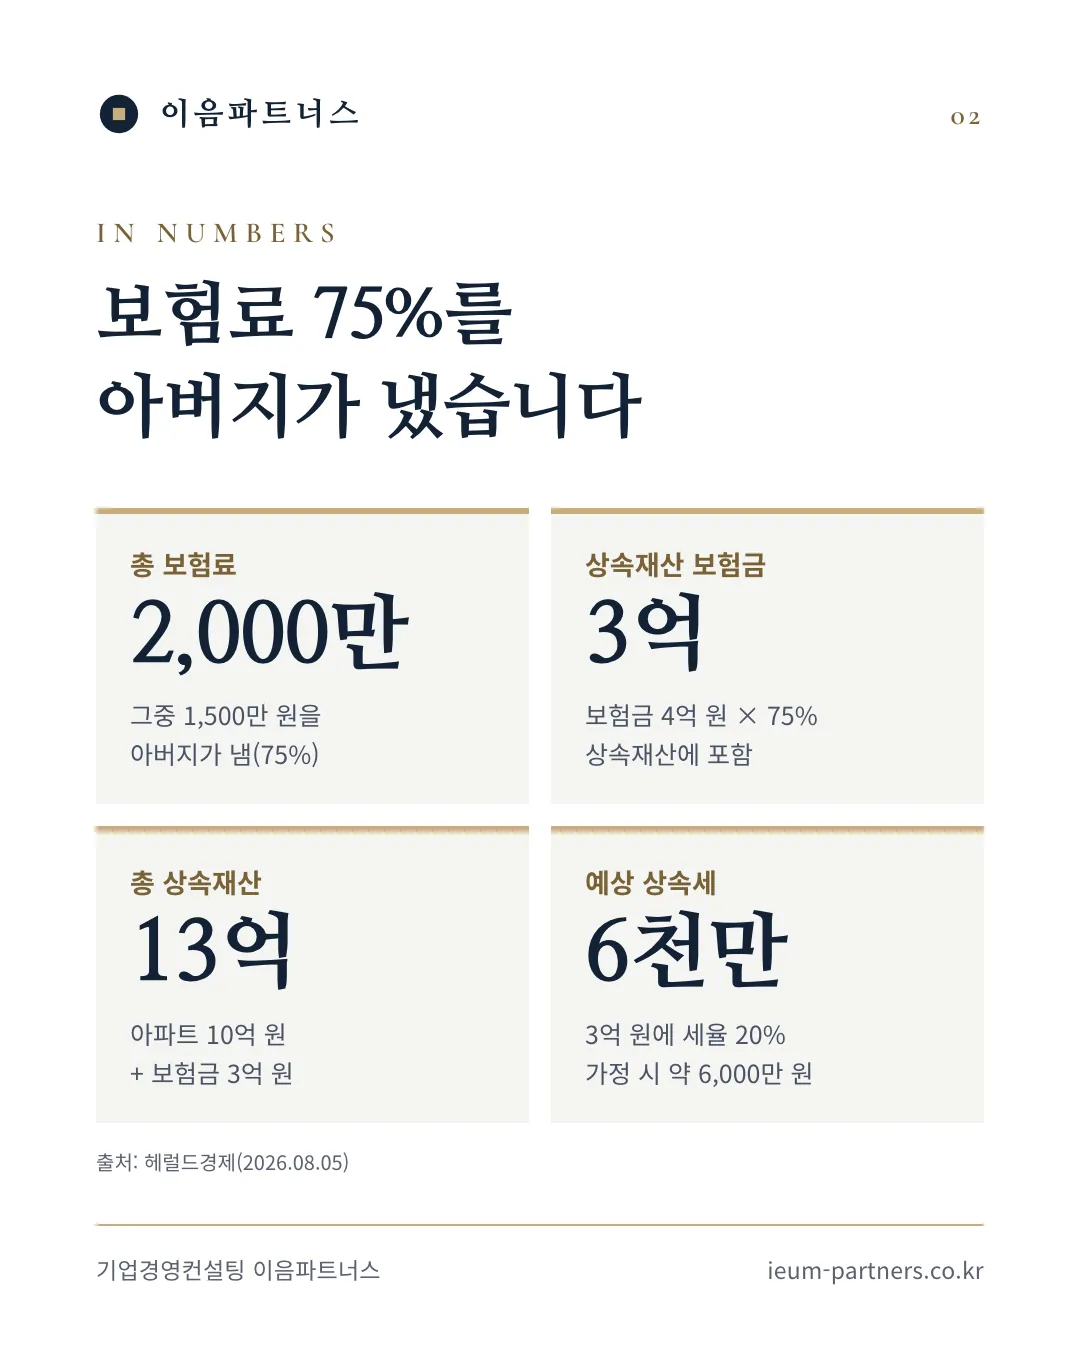 이음파트너스
02
IN NUMBERS
보험료 75%를
아버지가 냈습니다
총 보험료
2,000만
그중 1,500만 원을
아버지가 냄(75%)
상속재산 보험금
3억
보험금 4억 원 × 75%
상속재산에 포함
총 상속재산
13억
아파트 10억 원
+ 보험금 3억 원
예상 상속세
6천만
3억 원에 세율 20%
가정 시 약 6,000만 원
출처: 헤럴드경제(2026.08.05)
기업경영컨설팅 이음파트너스
ieum-partners.co.kr